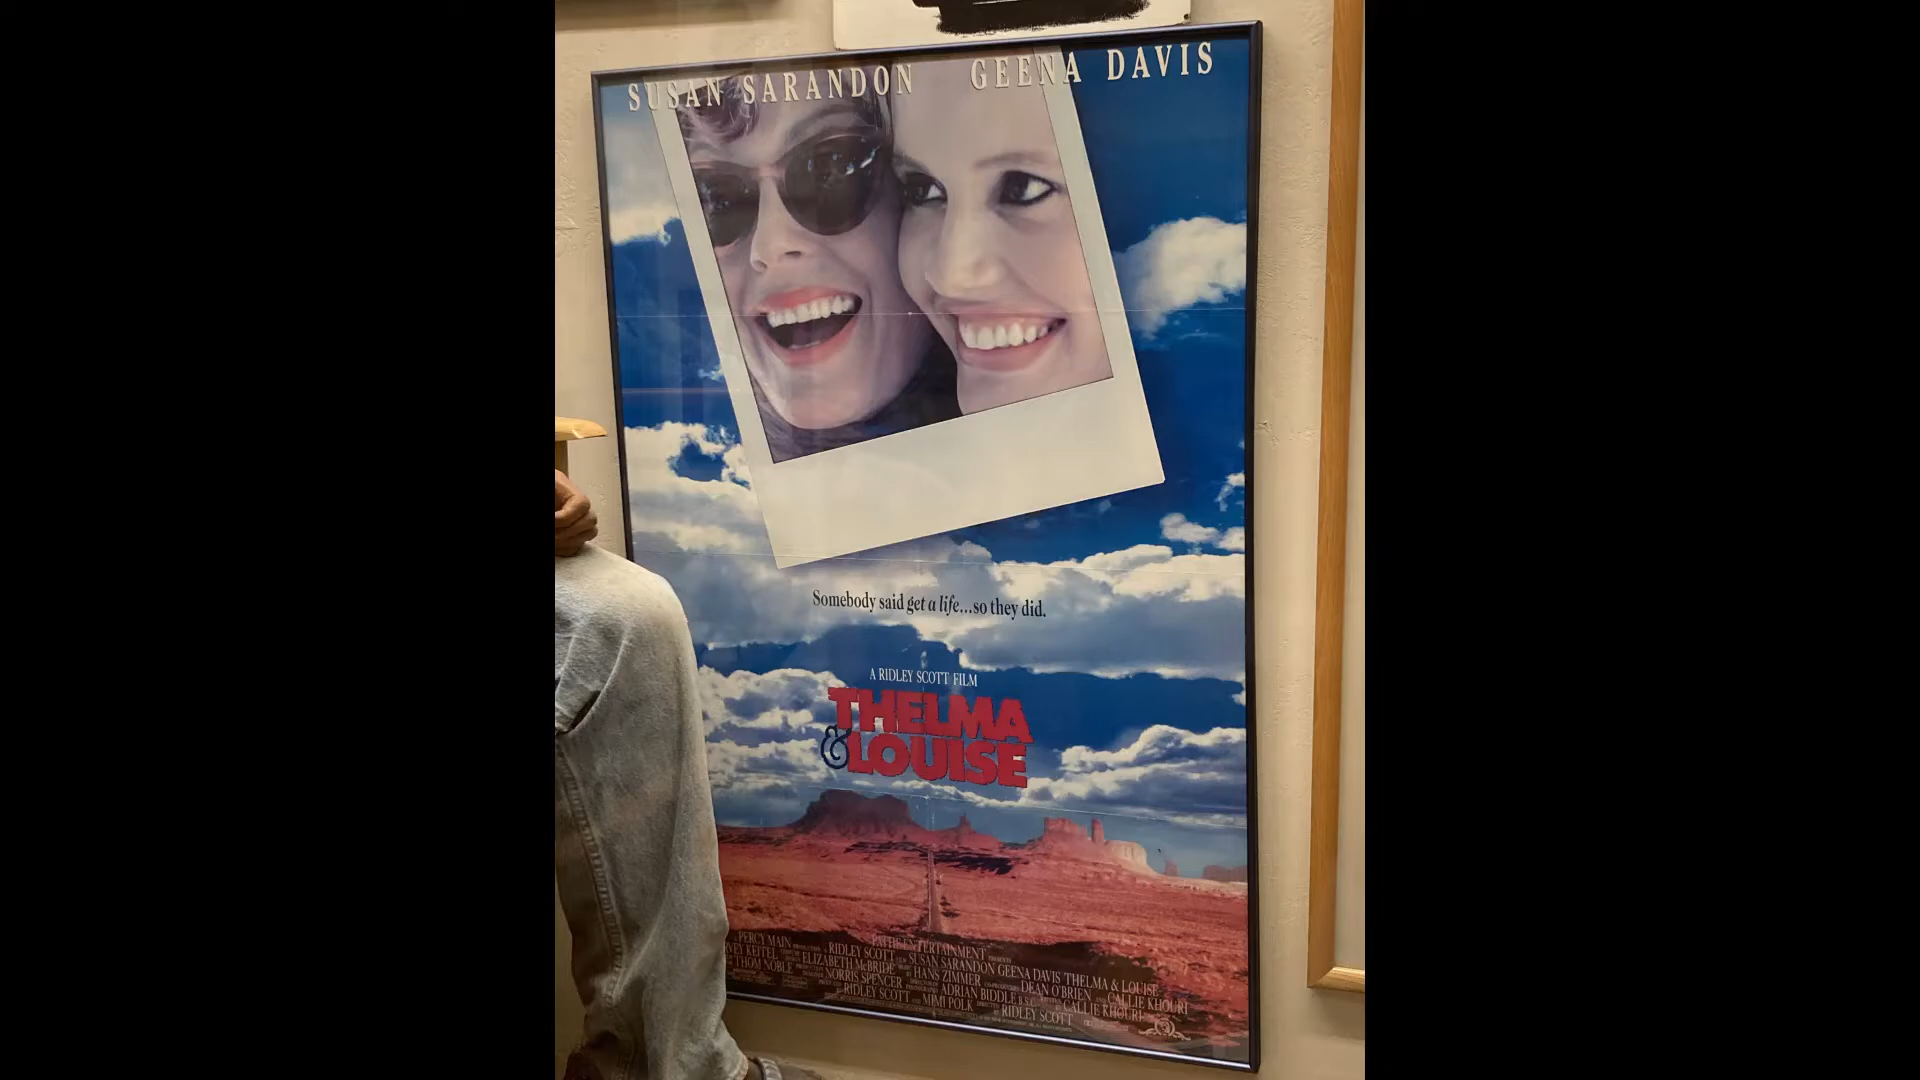 SUSAN SARANDON GEENA DAVIS
Somebody said get a life...so they did.
A RIDLEY SCOTT FILM
THELMA
& LOUISE
PATHE ENTERTAINMENT
PERCY MAIN RIDLEY SCOTT SUSAN SARANDON GEENA DAVIS THELMA & LOUISE
KEITEL ELIZABETH McBRIDE HANS ZIMMER DEAN O'BRIEN CALLIE KHOURI
THOM NOBLE NORRIS SPENCER ADRIAN BIDDLE B.S.C. CALLIE KHOURI
RIDLEY SCOTT MIMI POLK RIDLEY SCOTT